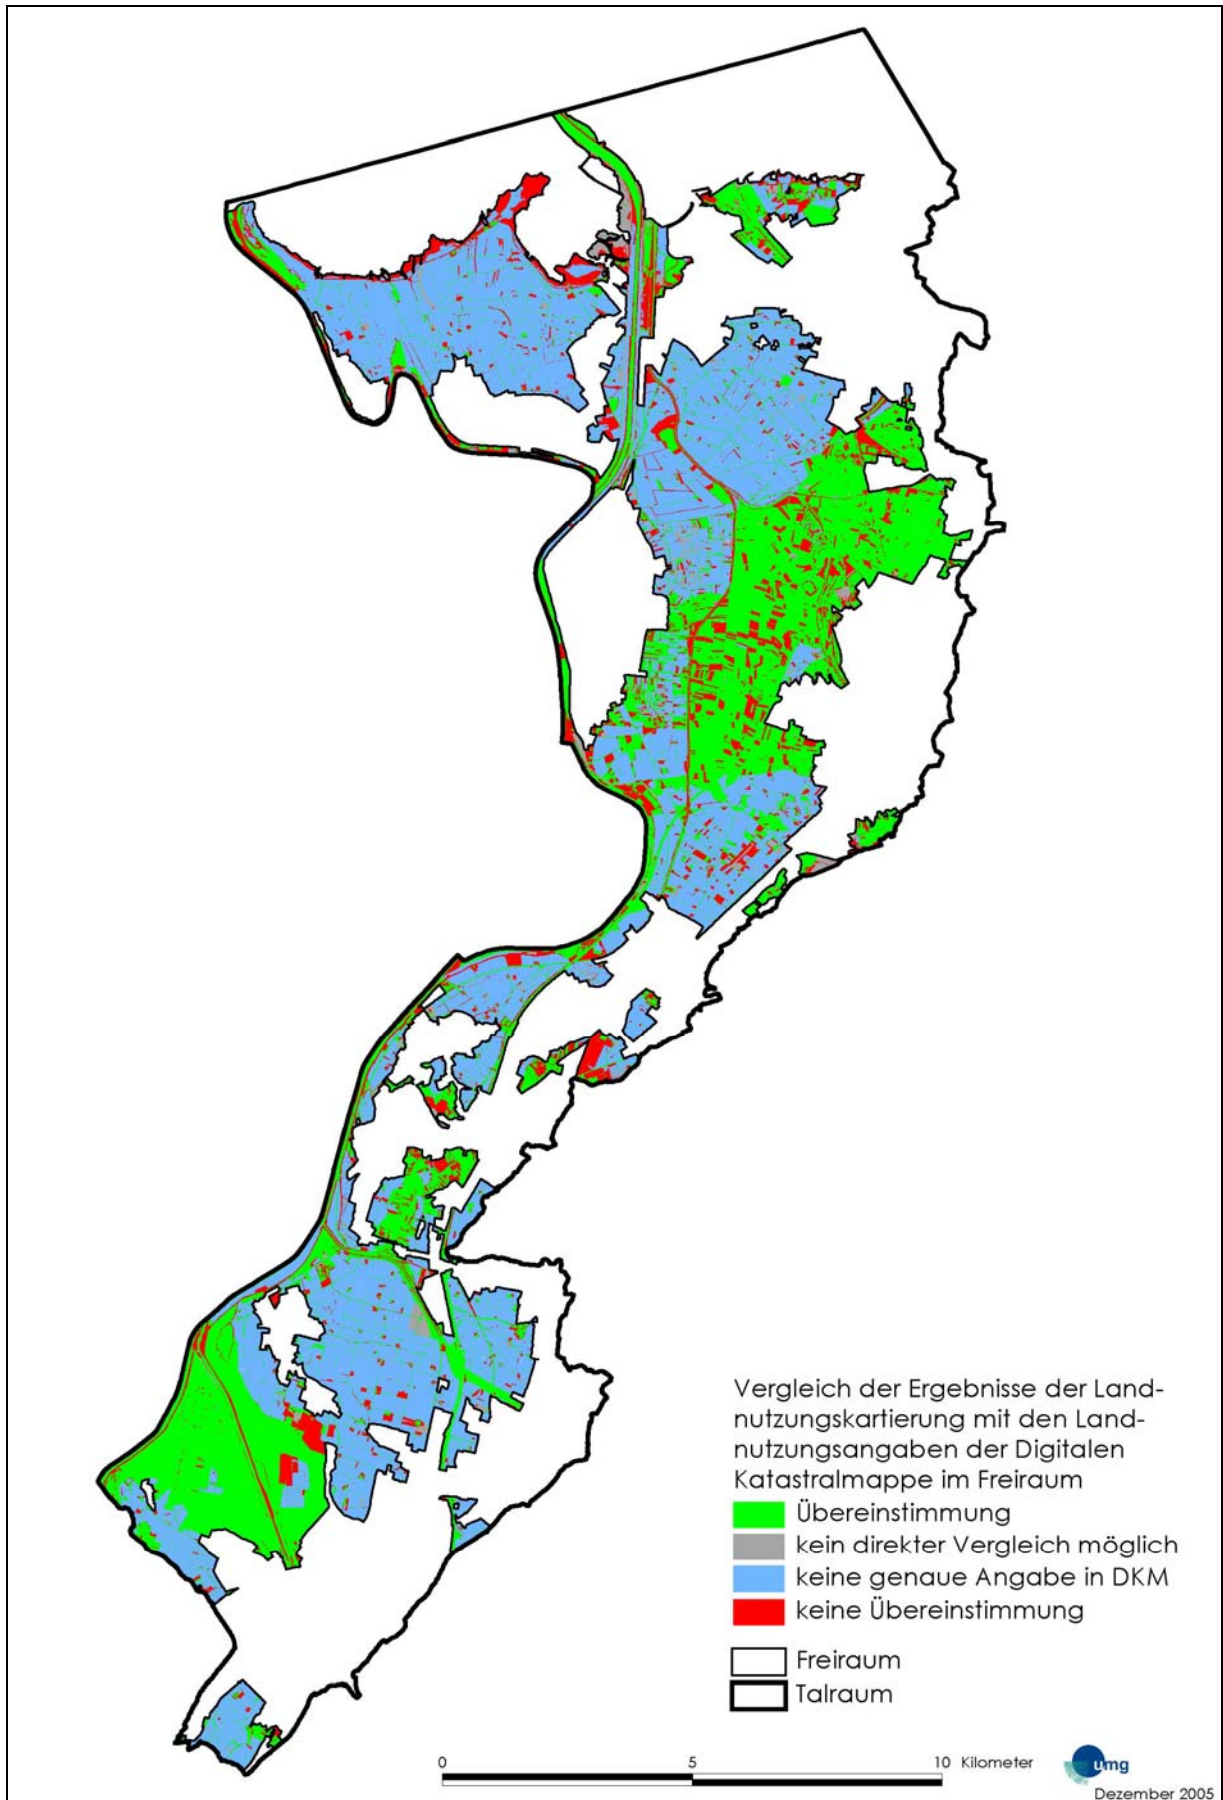 Vergleich der Ergebnisse der Land-
nutzungskartierung mit den Land-
nutzungsangaben der Digitalen
Katastralmappe im Freiraum
Übereinstimmung
kein direkter Vergleich möglich
keine genaue Angabe in DKM
keine Übereinstimmung
Freiraum
Talraum
0 5 10 Kilometer
umg
Dezember 2005